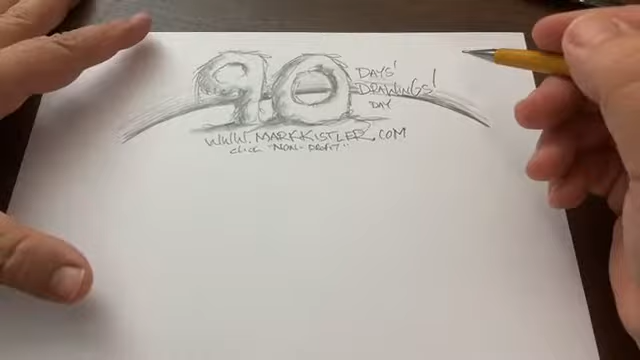 90
DAYS'
DRAWINGS!
DAY
WWW.MARKKISTLER.COM
CLICK "NON-PROFIT"